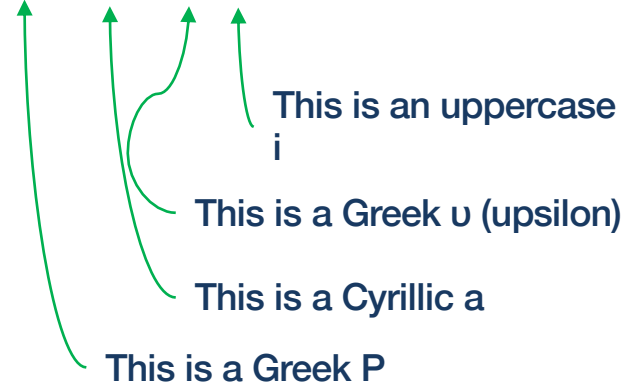 This is an uppercase
i
This is a Greek υ (upsilon)
This is a Cyrillic a
This is a Greek P